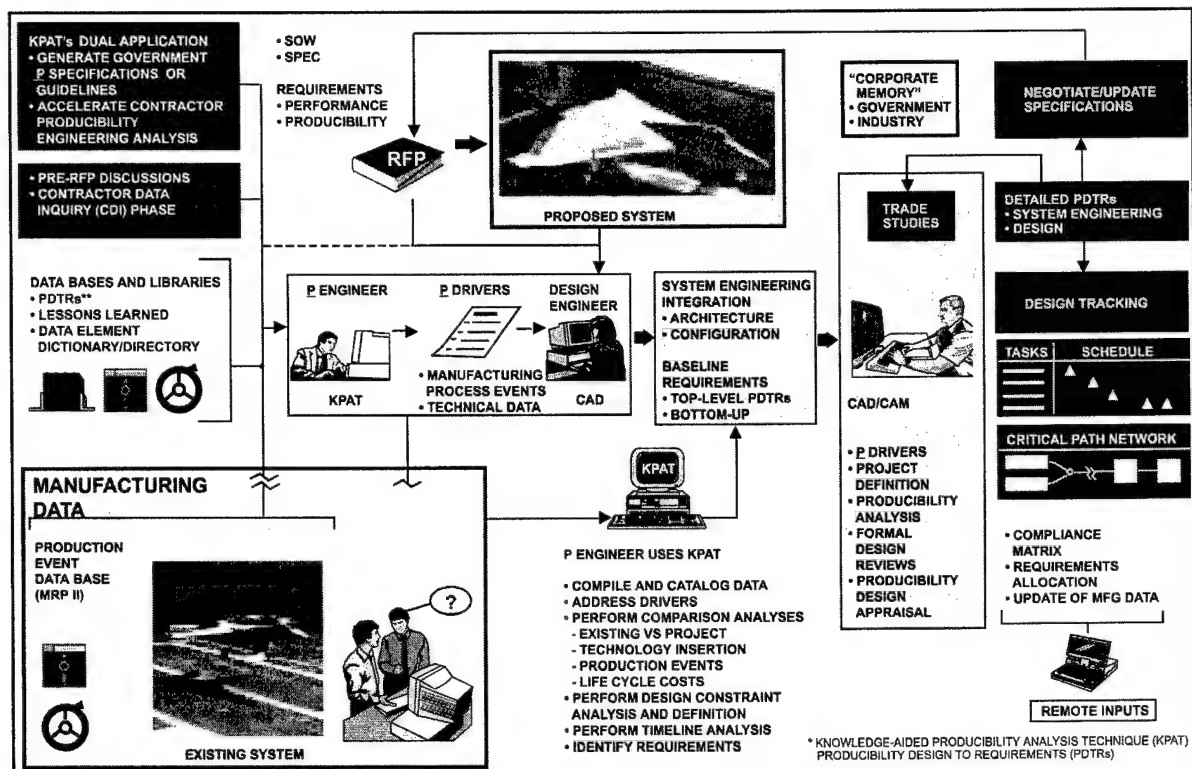 KPAT's DUAL APPLICATION
• GENERATE GOVERNMENT
P SPECIFICATIONS OR
GUIDELINES
• ACCELERATE CONTRACTOR
PRODUCIBILITY
ENGINEERING ANALYSIS
• PRE-RFP DISCUSSIONS
• CONTRACTOR DATA
INQUIRY (CDI) PHASE
DATA BASES AND LIBRARIES
• PDTRs**
• LESSONS LEARNED
• DATA ELEMENT
DICTIONARY/DIRECTORY
• SOW
• SPEC
REQUIREMENTS
• PERFORMANCE
• PRODUCIBILITY
RFP
PROPOSED SYSTEM
"CORPORATE
MEMORY"
• GOVERNMENT
• INDUSTRY
NEGOTIATE/UPDATE
SPECIFICATIONS
P ENGINEER
KPAT
P DRIVERS
• MANUFACTURING
PROCESS EVENTS
• TECHNICAL DATA
DESIGN
ENGINEER
CAD
SYSTEM ENGINEERING
INTEGRATION
• ARCHITECTURE
• CONFIGURATION
BASELINE
REQUIREMENTS
• TOP-LEVEL PDTRs
• BOTTOM-UP
TRADE
STUDIES
CAD/CAM
• P DRIVERS
• PROJECT
DEFINITION
• PRODUCIBILITY
ANALYSIS
• FORMAL
DESIGN
REVIEWS
• PRODUCIBILITY
DESIGN
APPRAISAL
DETAILED PDTRs
• SYSTEM ENGINEERING
• DESIGN
DESIGN TRACKING
TASKS
SCHEDULE
CRITICAL PATH NETWORK
• COMPLIANCE
MATRIX
• REQUIREMENTS
ALLOCATION
• UPDATE OF MFG DATA
REMOTE INPUTS
MANUFACTURING
DATA
PRODUCTION
EVENT
DATA BASE
(MRP II)
EXISTING SYSTEM
?
KPAT
P ENGINEER USES KPAT
• COMPILE AND CATALOG DATA
• ADDRESS DRIVERS
• PERFORM COMPARISON ANALYSES
- EXISTING VS PROJECT
- TECHNOLOGY INSERTION
- PRODUCTION EVENTS
- LIFE CYCLE COSTS
• PERFORM DESIGN CONSTRAINT
ANALYSIS AND DEFINITION
• PERFORM TIMELINE ANALYSIS
• IDENTIFY REQUIREMENTS
* KNOWLEDGE-AIDED PRODUCIBILITY ANALYSIS TECHNIQUE (KPAT)
PRODUCIBILITY DESIGN TO REQUIREMENTS (PDTRs)